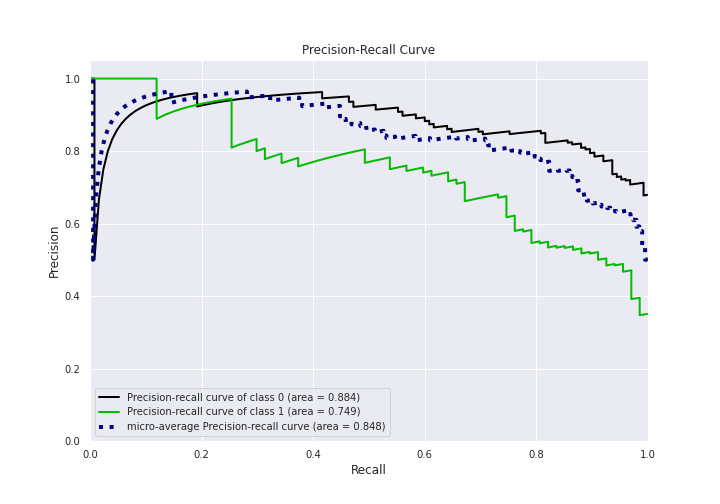 Precision-Recall Curve
Precision
1.0
0.8
0.6
0.4
0.2
0.0
Precision-recall curve of class 0 (area = 0.884)
Precision-recall curve of class 1 (area = 0.749)
micro-average Precision-recall curve (area = 0.848)
0.0 0.2 0.4 0.6 0.8 1.0
Recall